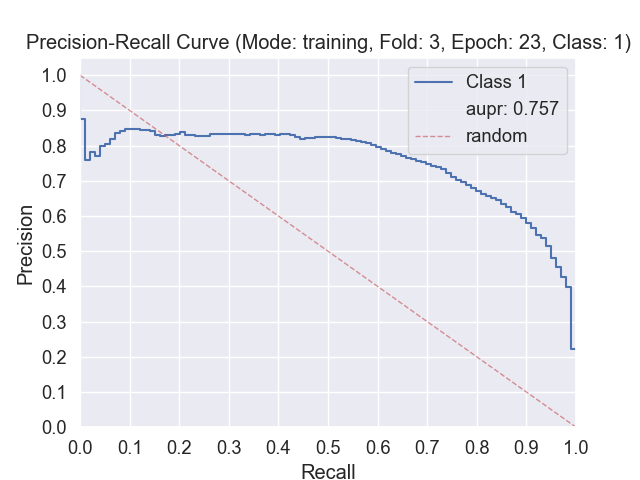 Precision-Recall Curve (Mode: training, Fold: 3, Epoch: 23, Class: 1)
1.0
0.9
0.8
0.7
0.6
0.5
0.4
0.3
0.2
0.1
0.0
Precision
Class 1
aupr: 0.757
random
0.0 0.1 0.2 0.3 0.4 0.5 0.6 0.7 0.8 0.9 1.0
Recall